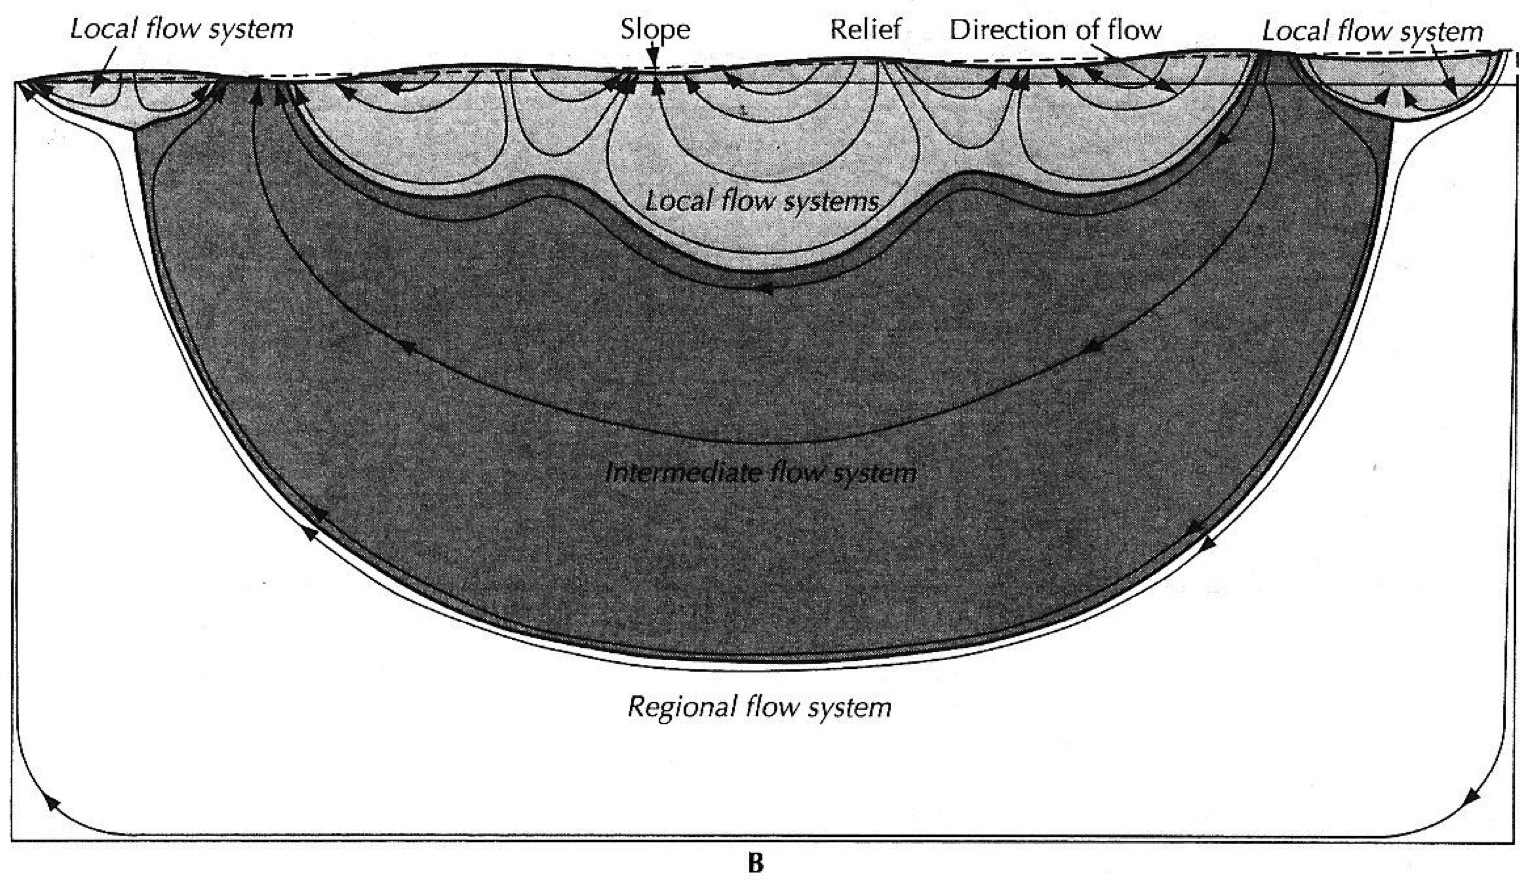 Local flow system
Slope
Relief
Direction of flow
Local flow system
Local flow systems
Intermediate flow system
Regional flow system
B